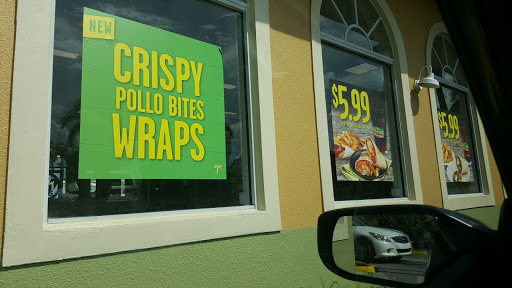 NEW
CRISPY
POLLO BITES
WRAPS
$5.99
$5.99